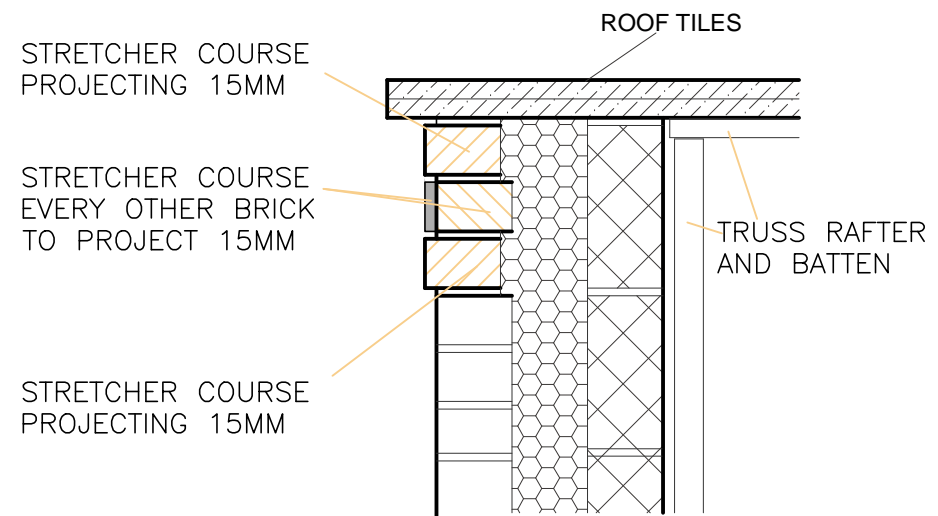 ROOF TILES
STRETCHER COURSE
PROJECTING 15MM
STRETCHER COURSE
EVERY OTHER BRICK
TO PROJECT 15MM
TRUSS RAFTER
AND BATTEN
STRETCHER COURSE
PROJECTING 15MM